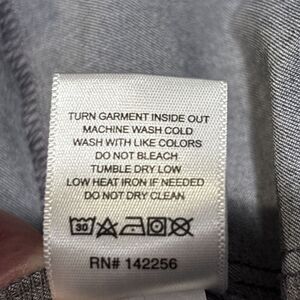 TURN GARMENT INSIDE OUT
MACHINE WASH COLD
WASH WITH LIKE COLORS
DO NOT BLEACH
TUMBLE DRY LOW
LOW HEAT IRON IF NEEDED
DO NOT DRY CLEAN
30
RN# 142256